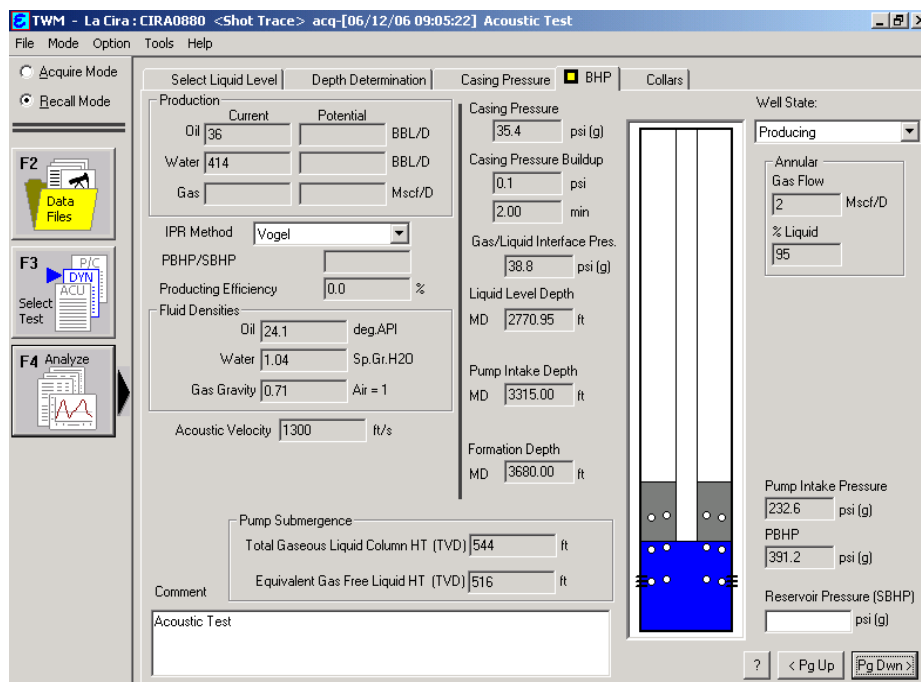 TWM - La Cira : CIRA0880 <Shot Trace> acq-[06/12/06 09:05:22] Acoustic Test
File Mode Option Tools Help
Acquire Mode
Recall Mode
F2
Data
Files
F3
P/C
DYN
ACU
Select
Test
F4 Analyze
Select Liquid Level
Depth Determination
Casing Pressure
BHP
Collars
Production
Current Potential
Oil 36 BBL/D
Water 414 BBL/D
Gas Mscf/D
IPR Method Vogel
PBHP/SBHP
Producting Efficiency 0.0 %
Fluid Densities
Oil 24.1 deg.API
Water 1.04 Sp.Gr.H2O
Gas Gravity 0.71 Air = 1
Acoustic Velocity 1300 ft/s
Casing Pressure
35.4 psi (g)
Casing Pressure Buildup
0.1 psi
2.00 min
Gas/Liquid Interface Pres.
38.8 psi (g)
Liquid Level Depth
MD 2770.95 ft
Pump Intake Depth
MD 3315.00 ft
Formation Depth
MD 3680.00 ft
Well State:
Producing
Annular
Gas Flow
2 Mscf/D
% Liquid
95
Pump Intake Pressure
232.6 psi (g)
PBHP
391.2 psi (g)
Reservoir Pressure (SBHP)
psi (g)
Pump Submergence
Total Gaseous Liquid Column HT (TVD) 544 ft
Equivalent Gas Free Liquid HT (TVD) 516 ft
Comment
Acoustic Test
? < Pg Up Pg Dwn >